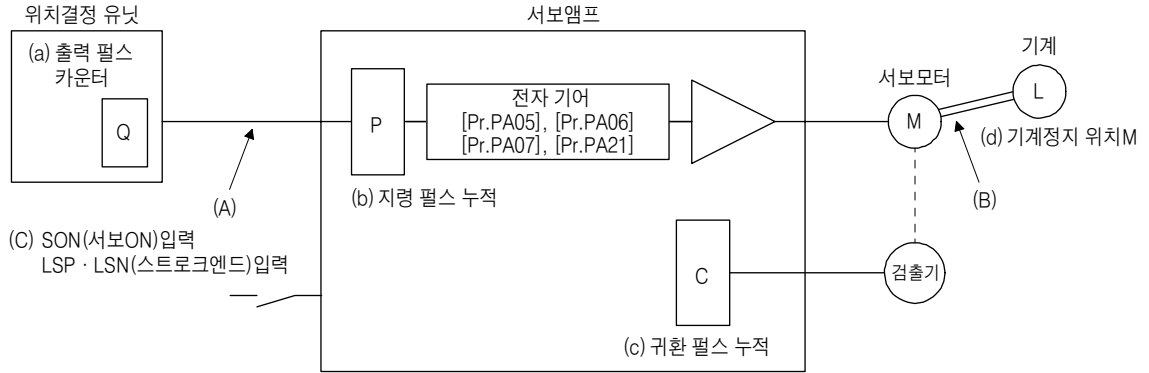 위치결정 유닛
(a) 출력 펄스
카운터
Q
(A)
(C) SON(서보ON)입력
LSP · LSN(스트로크엔드)입력
서보앰프
P
전자 기어
[Pr.PA05], [Pr.PA06]
[Pr.PA07], [Pr.PA21]
(b) 지령 펄스 누적
C
(c) 귀환 펄스 누적
서보모터
M
기계
L
(d) 기계정지 위치M
(B)
검출기